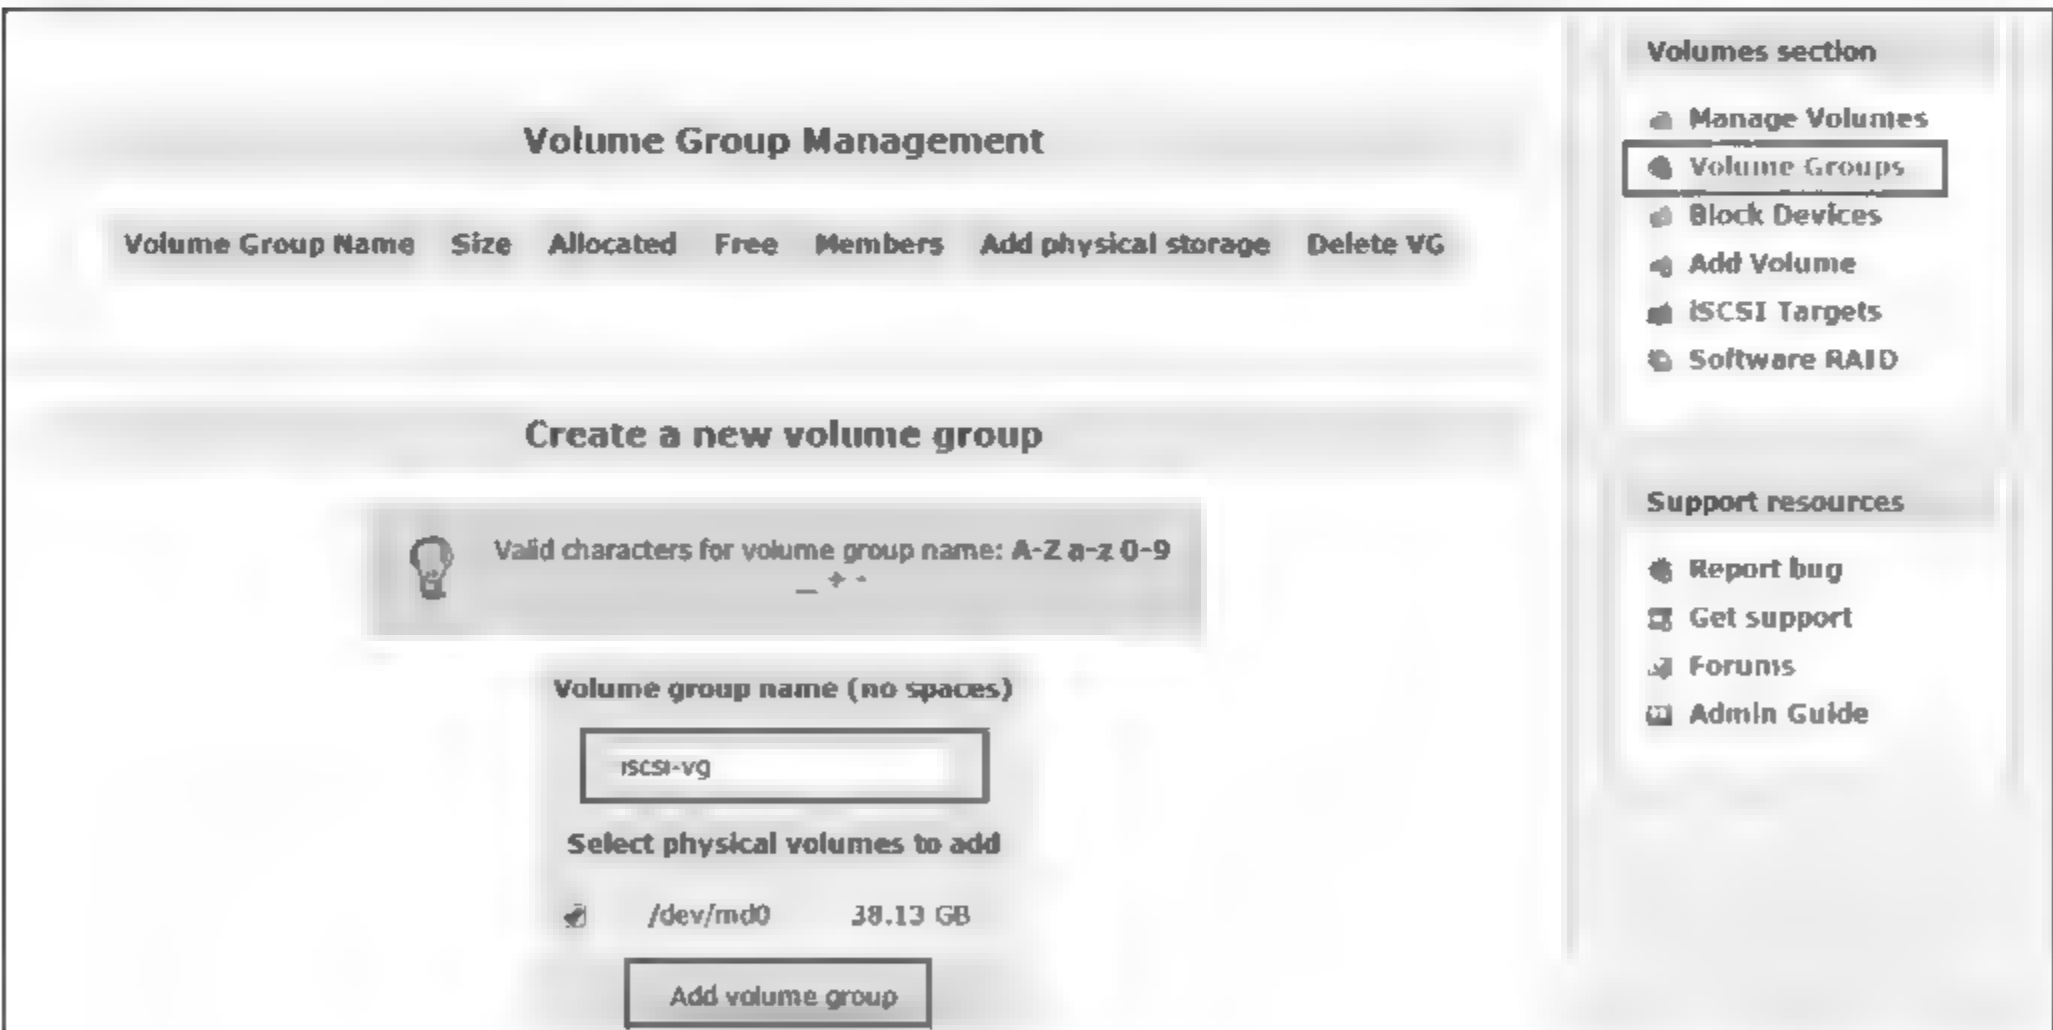 Volume Group Management
Volume Group Name Size Allocated Free Members Add physical storage Delete VG
Create a new volume group
Valid characters for volume group name: A-Z a-z 0-9
_ + -
Volume group name (no spaces)
iscsi-vg
Select physical volumes to add
/dev/md0 38.13 GB
Add volume group
Volumes section
Manage Volumes
Volume Groups
Block Devices
Add Volume
iSCSI Targets
Software RAID
Support resources
Report bug
Get support
Forums
Admin Guide